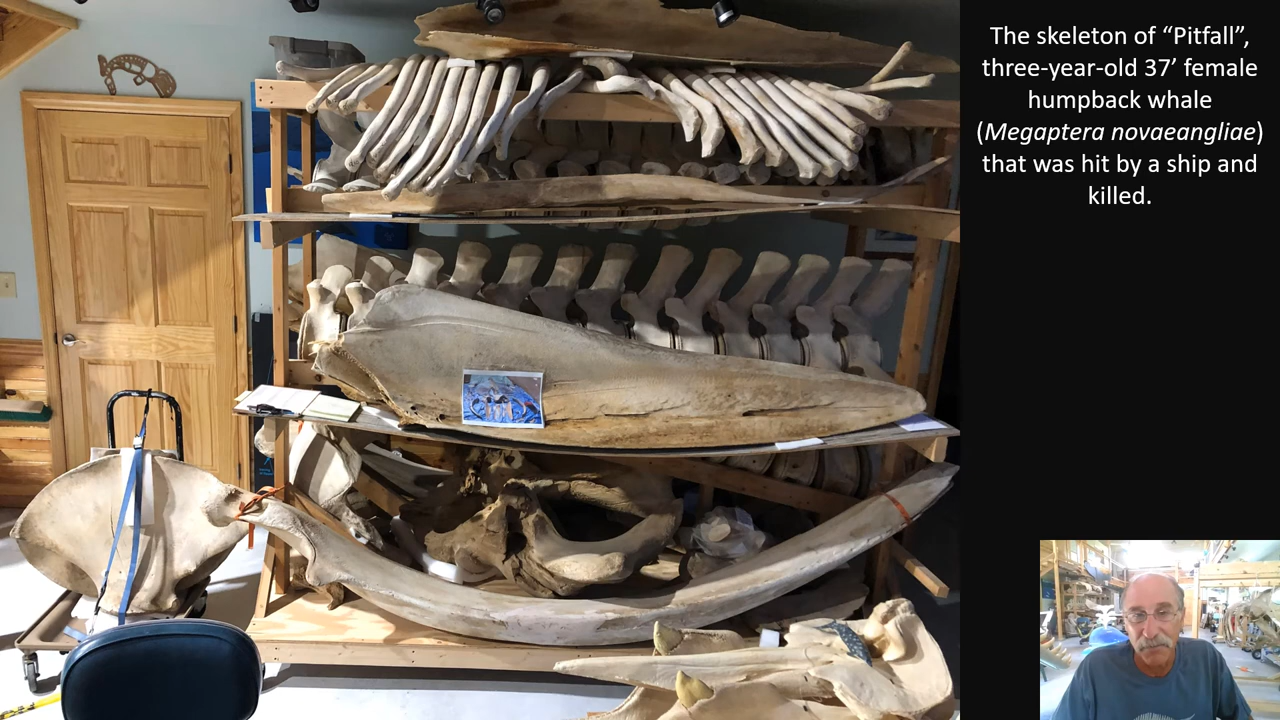 The skeleton of “Pitfall”,
three-year-old 37’ female
humpback whale
(Megaptera novaeangliae)
that was hit by a ship and
killed.